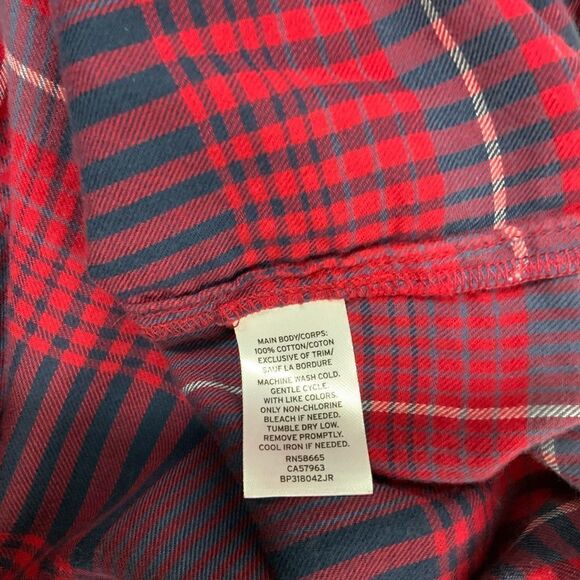 MAIN BODY/CORPS:
100% COTTON/COTON
EXCLUSIVE OF TRIM/
SAUF LA BORDURE
MACHINE WASH COLD.
GENTLE CYCLE.
WITH LIKE COLORS.
ONLY NON-CHLORINE
BLEACH IF NEEDED.
TUMBLE DRY LOW.
REMOVE PROMPTLY.
COOL IRON IF NEEDED.
RN58665
CA57963
BP318042JR